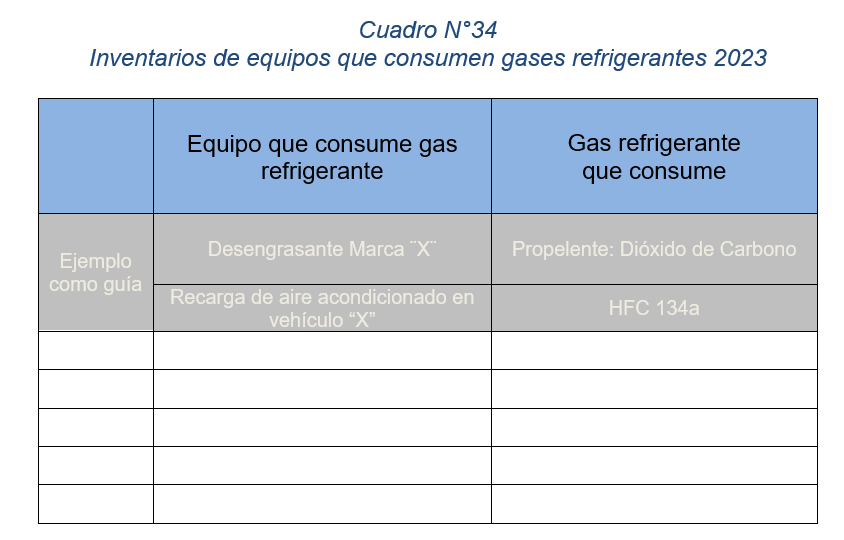 Cuadro N°34
Inventarios de equipos que consumen gases refrigerantes 2023
Equipo que consume gas
refrigerante
Gas refrigerante
que consume
Ejemplo
como guía
Desengrasante Marca ¨X¨
Propelente: Dióxido de Carbono
Recarga de aire acondicionado en
vehículo “X”
HFC 134a